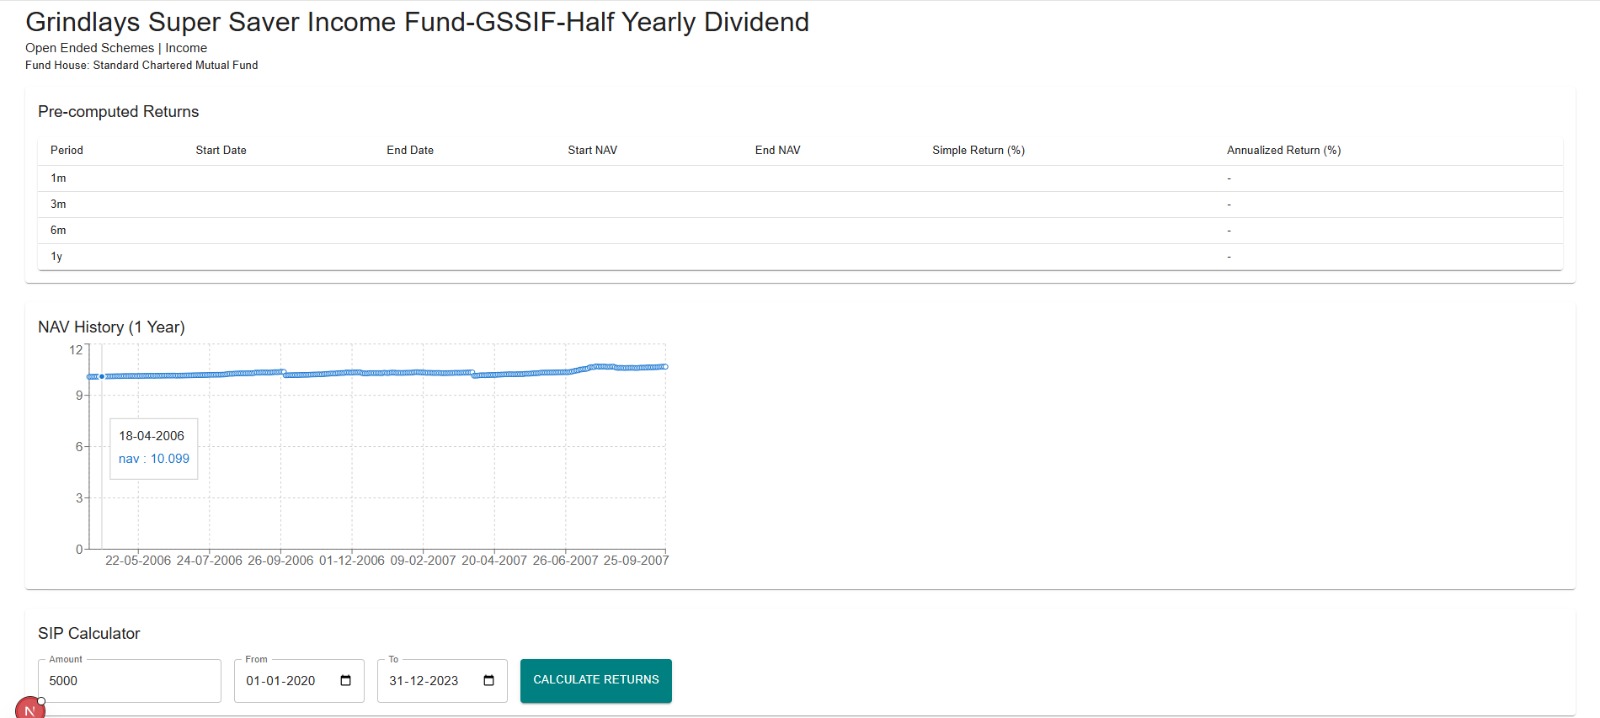 Grindlays Super Saver Income Fund-GSSIF-Half Yearly Dividend
Open Ended Schemes | Income
Fund House: Standard Chartered Mutual Fund
Pre-computed Returns
Period Start Date End Date Start NAV End NAV Simple Return (%) Annualized Return (%)
1m -
3m -
6m -
1y -
NAV History (1 Year)
12
9
18-04-2006
6
nav : 10.099
3
0
22-05-2006 24-07-2006 26-09-2006 01-12-2006 09-02-2007 20-04-2007 26-06-2007 25-09-2007
SIP Calculator
Amount From To
5000 01-01-2020 31-12-2023 CALCULATE RETURNS
N